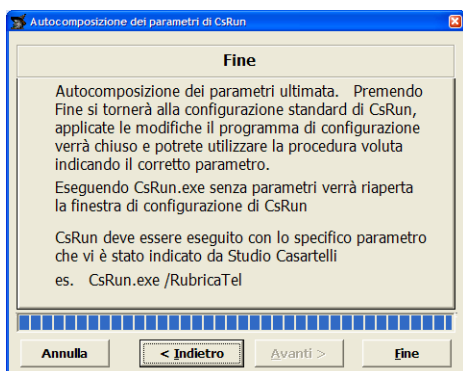 Autocomposizione dei parametri di CsRun
Fine
Autocomposizione dei parametri ultimata. Premendo
Fine si tornerà alla configurazione standard di CsRun,
applicate le modifiche il programma di configurazione
verrà chiuso e potrete utilizzare la procedura voluta
indicando il corretto parametro.
Eseguendo CsRun.exe senza parametri verrà riaperta
la finestra di configurazione di CsRun
CsRun deve essere eseguito con lo specifico parametro
che vi è stato indicato da Studio Casartelli
es. CsRun.exe /RubricaTel
Annulla < Indietro Avanti > Fine